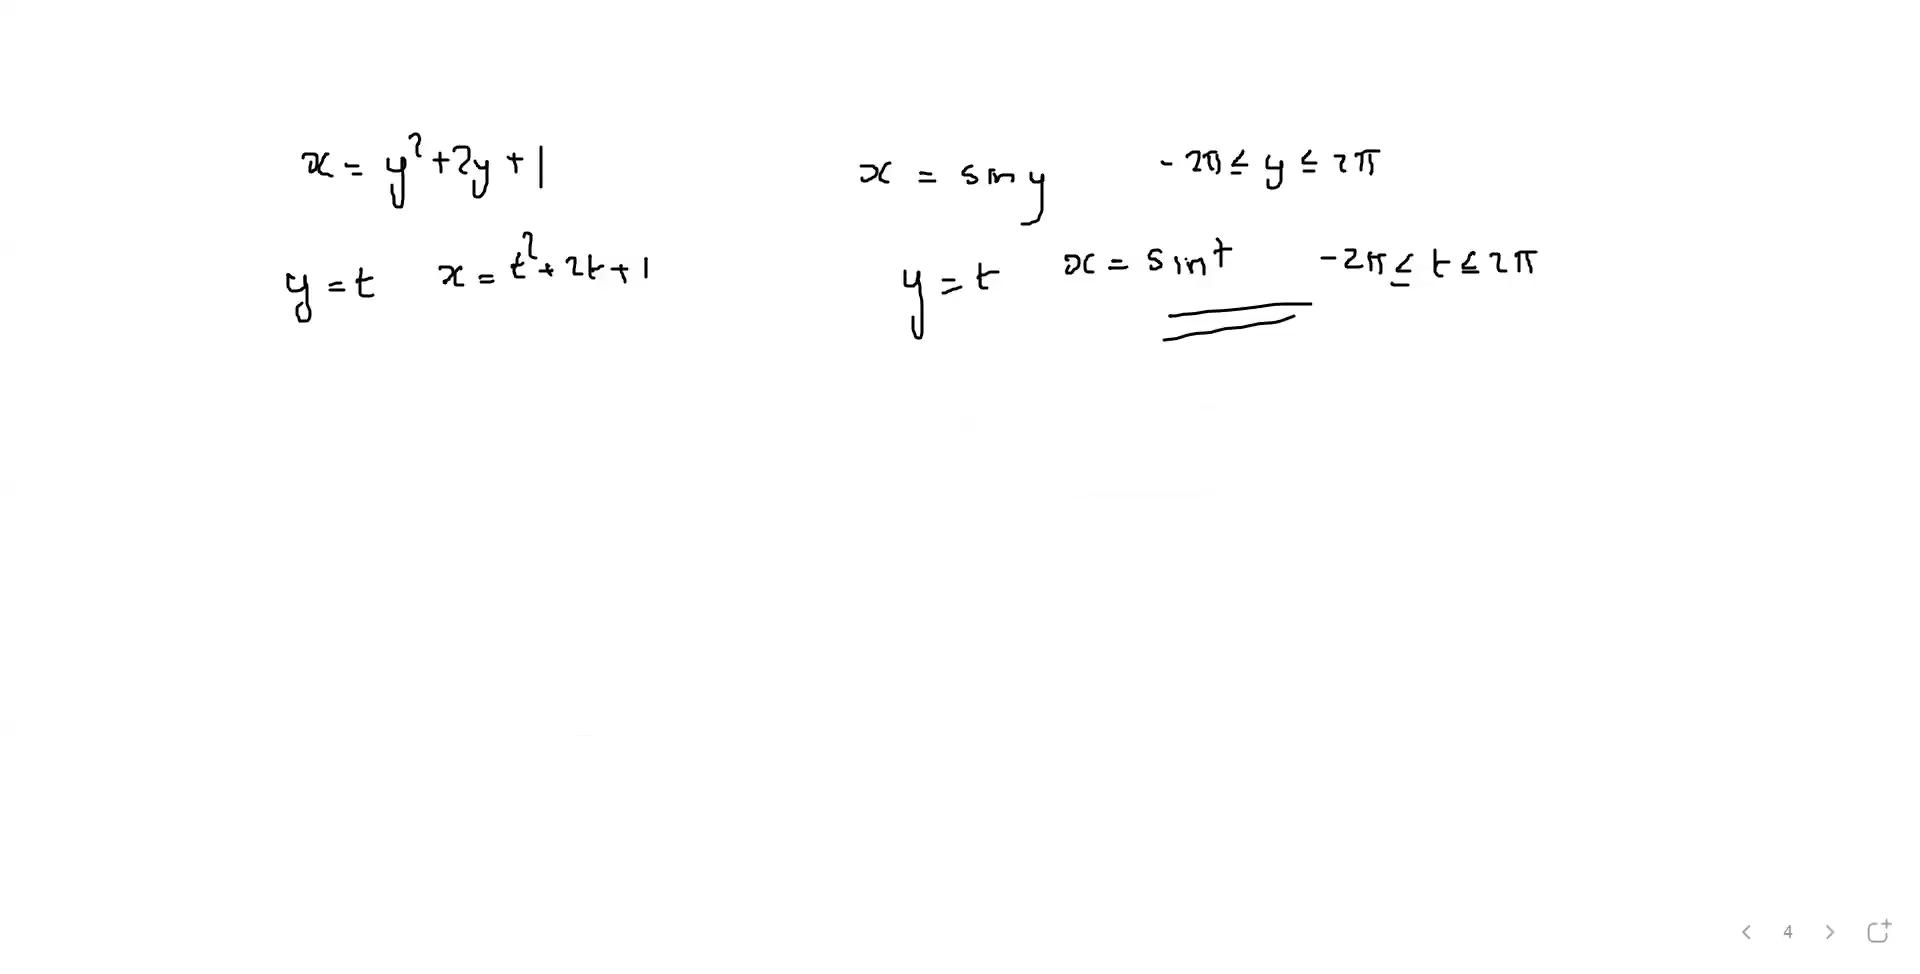 x = y²+2y+1
y = t x = t²+2t+1
x = sin y -2π ≤ y ≤ 2π
y = t x = sin t -2π ≤ t ≤ 2π
4